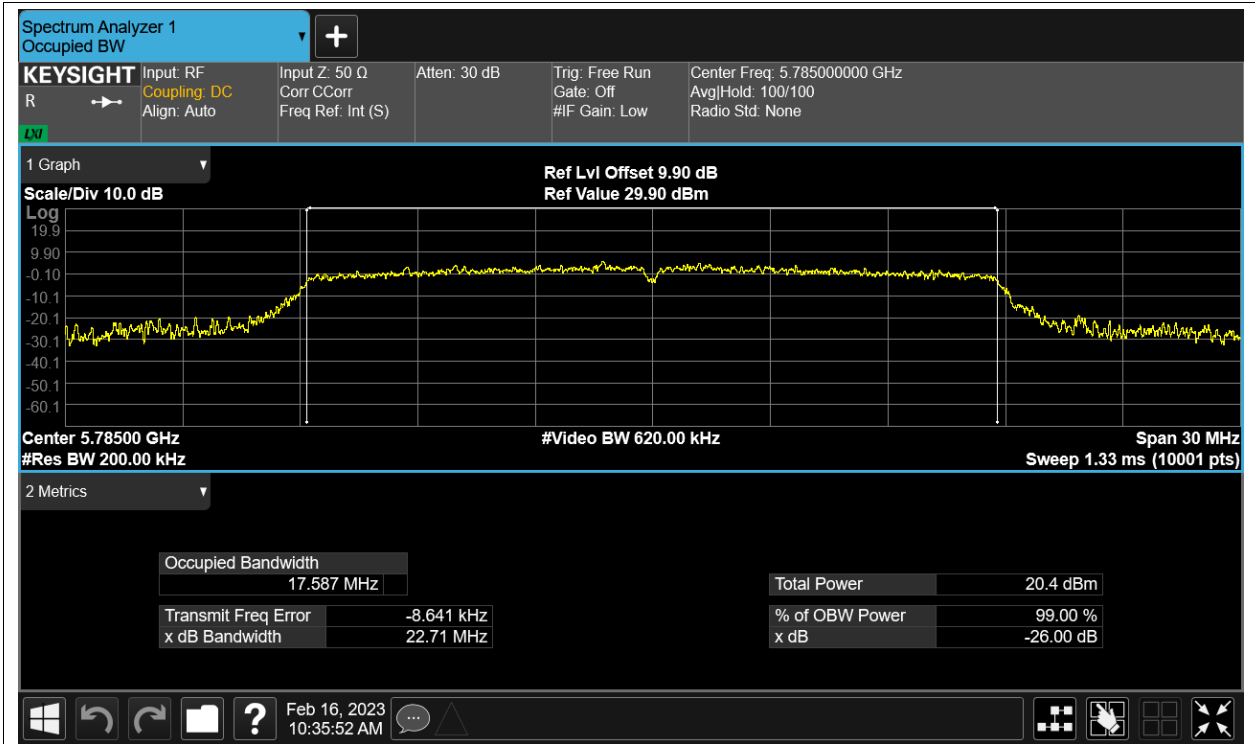 Spectrum Analyzer 1
Occupied BW
KEYSIGHT
R
LXI
Input: RF
Coupling: DC
Align: Auto
Input Z: 50 Ω
Corr CCorr
Freq Ref: Int (S)
Atten: 30 dB
Trig: Free Run
Gate: Off
#IF Gain: Low
Center Freq: 5.785000000 GHz
Avg|Hold: 100/100
Radio Std: None
1 Graph
Scale/Div 10.0 dB
Ref Lvl Offset 9.90 dB
Ref Value 29.90 dBm
Log
19.9
9.90
-0.10
-10.1
-20.1
-30.1
-40.1
-50.1
-60.1
Center 5.78500 GHz
#Res BW 200.00 kHz
#Video BW 620.00 kHz
Span 30 MHz
Sweep 1.33 ms (10001 pts)
2 Metrics
Occupied Bandwidth
17.587 MHz
Transmit Freq Error -8.641 kHz
x dB Bandwidth 22.71 MHz
Total Power 20.4 dBm
% of OBW Power 99.00 %
x dB -26.00 dB
?
Feb 16, 2023
10:35:52 AM